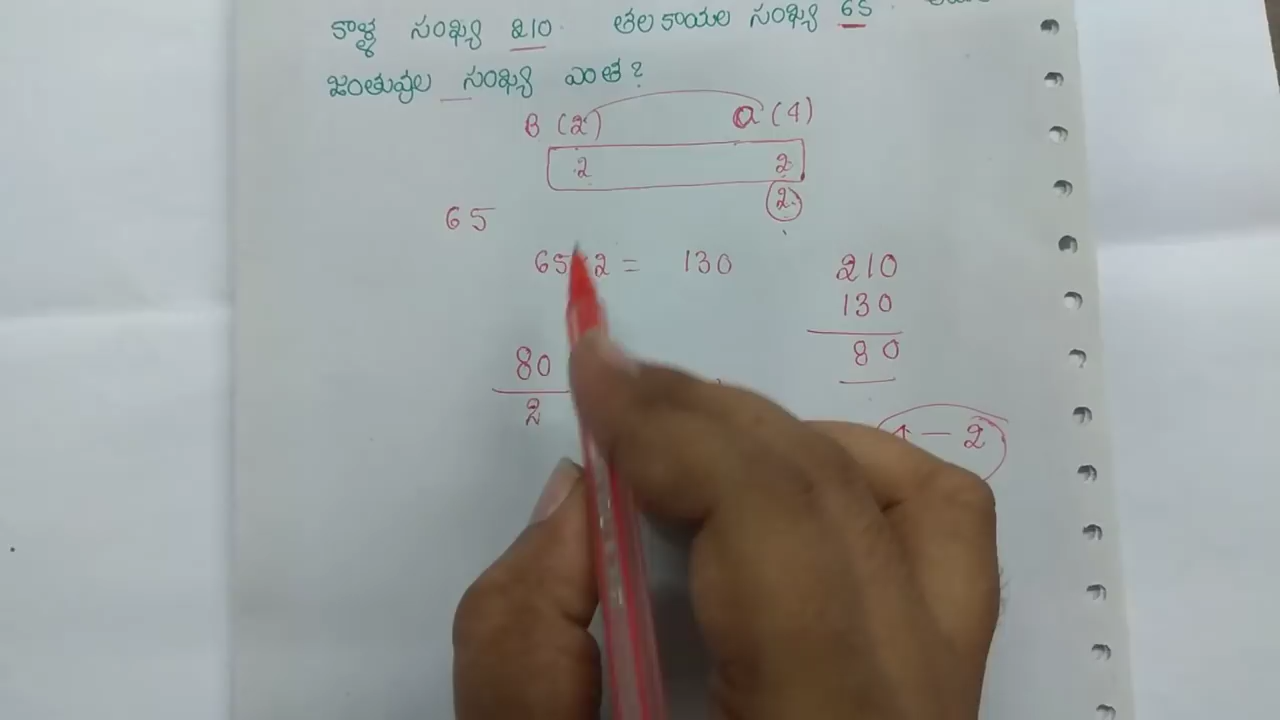 కాళ్ళ సంఖ్య 210. తలకాయల సంఖ్య 65.
జంతువుల సంఖ్య ఎంత?
B (2) a (4)
2 2
2
65
65×2 = 130 210
130
80 80
2
4 – 2